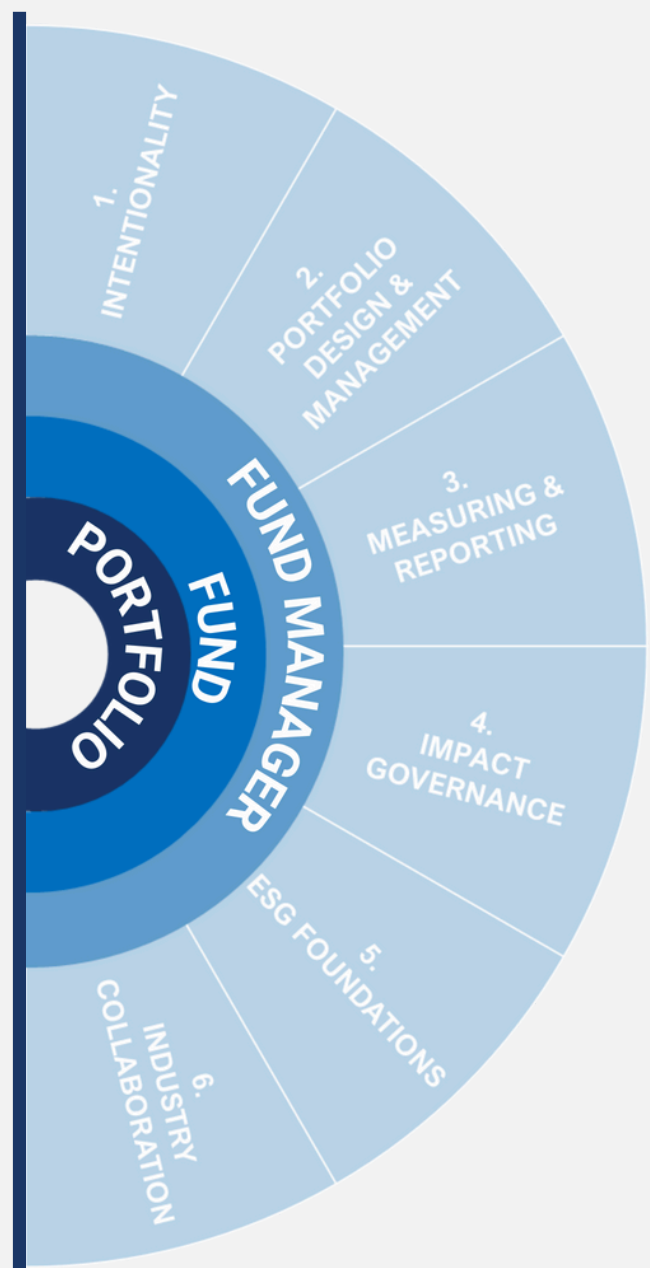 1.
INTENTIONALITY
2.
PORTFOLIO
DESIGN &
MANAGEMENT
3.
MEASURING &
REPORTING
4.
IMPACT
GOVERNANCE
5.
ESG FOUNDATIONS
6.
INDUSTRY
COLLABORATION
FUND MANAGER
FUND
PORTFOLIO